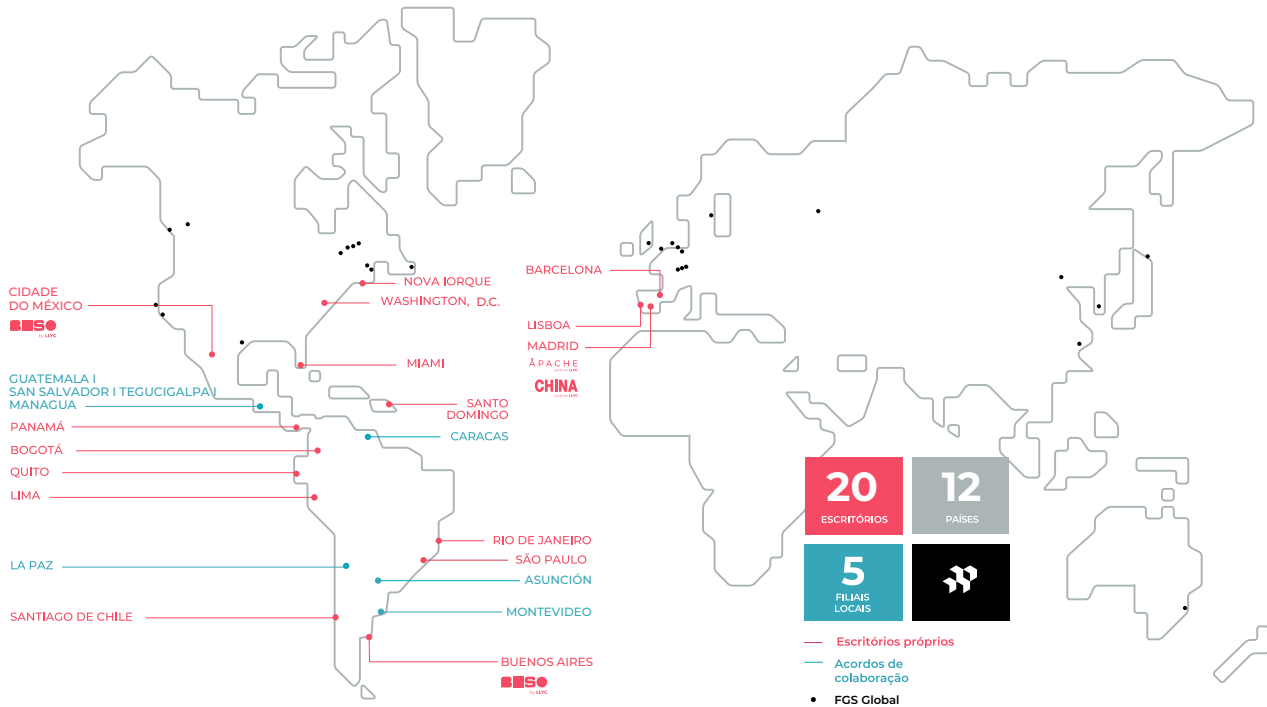 CIDADE
DO MÉXICO
BESO
by LLYC
GUATEMALA I
SAN SALVADOR I TEGUCIGALPA I
MANAGUA
PANAMÁ
BOGOTÁ
QUITO
LIMA
LA PAZ
SANTIAGO DE CHILE
NOVA IORQUE
WASHINGTON, D.C.
MIAMI
SANTO
DOMINGO
CARACAS
RIO DE JANEIRO
SÃO PAULO
ASUNCIÓN
MONTEVIDEO
BUENOS AIRES
BESO
by LLYC
BARCELONA
LISBOA
MADRID
ÅPACHE
CHINA
20
ESCRITÓRIOS
12
PAÍSES
5
FILIAIS
LOCAIS
Escritórios próprios
Acordos de
colaboração
FGS Global